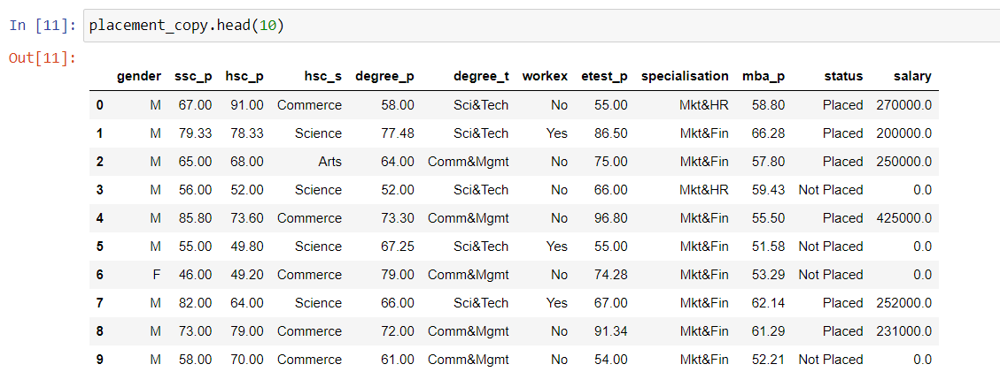 In [11]: placement_copy.head(10)
Out[11]:
gender ssc_p hsc_p hsc_s degree_p degree_t workex etest_p specialisation mba_p status salary
0 M 67.00 91.00 Commerce 58.00 Sci&Tech No 55.00 Mkt&HR 58.80 Placed 270000.0
1 M 79.33 78.33 Science 77.48 Sci&Tech Yes 86.50 Mkt&Fin 66.28 Placed 200000.0
2 M 65.00 68.00 Arts 64.00 Comm&Mgmt No 75.00 Mkt&Fin 57.80 Placed 250000.0
3 M 56.00 52.00 Science 52.00 Sci&Tech No 66.00 Mkt&HR 59.43 Not Placed 0.0
4 M 85.80 73.60 Commerce 73.30 Comm&Mgmt No 96.80 Mkt&Fin 55.50 Placed 425000.0
5 M 55.00 49.80 Science 67.25 Sci&Tech Yes 55.00 Mkt&Fin 51.58 Not Placed 0.0
6 F 46.00 49.20 Commerce 79.00 Comm&Mgmt No 74.28 Mkt&Fin 53.29 Not Placed 0.0
7 M 82.00 64.00 Science 66.00 Sci&Tech Yes 67.00 Mkt&Fin 62.14 Placed 252000.0
8 M 73.00 79.00 Commerce 72.00 Comm&Mgmt No 91.34 Mkt&Fin 61.29 Placed 231000.0
9 M 58.00 70.00 Commerce 61.00 Comm&Mgmt No 54.00 Mkt&Fin 52.21 Not Placed 0.0